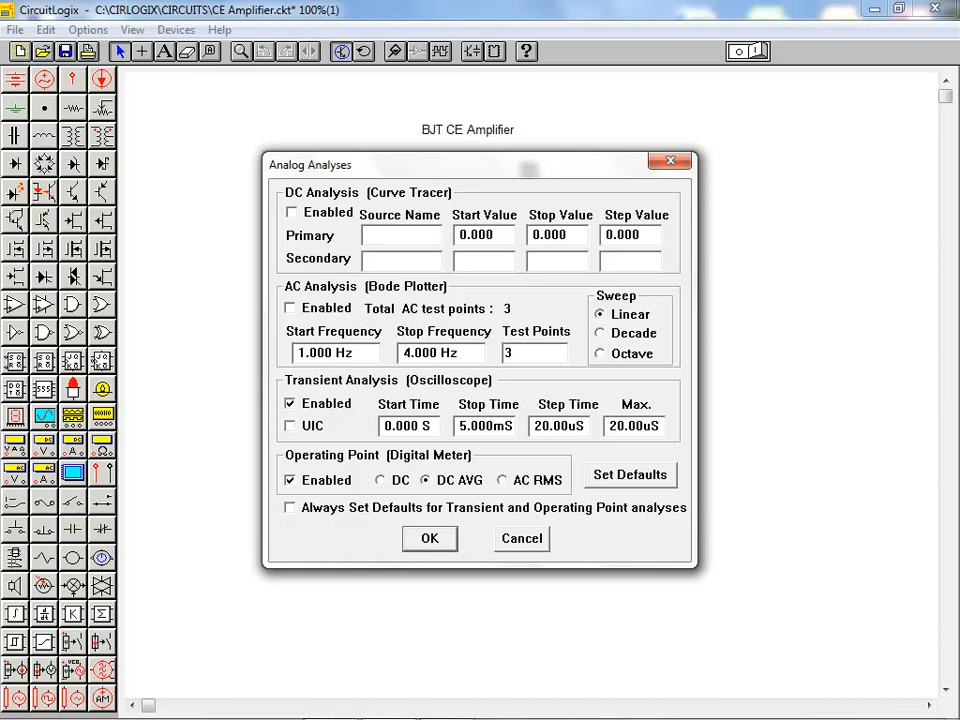 CircuitLogix - C:\CIRLOGIX\CIRCUITS\CE Amplifier.ckt* 100%(1)
File Edit Options View Devices Help
A
?
BJT CE Amplifier
Analog Analyses
DC Analysis (Curve Tracer)
Enabled Source Name Start Value Stop Value Step Value
Primary 0.000 0.000 0.000
Secondary
AC Analysis (Bode Plotter)
Enabled Total AC test points : 3
Sweep
Linear
Decade
Octave
Start Frequency Stop Frequency Test Points
1.000 Hz 4.000 Hz 3
Transient Analysis (Oscilloscope)
Enabled Start Time Stop Time Step Time Max.
UIC 0.000 S 5.000mS 20.00uS 20.00uS
Operating Point (Digital Meter)
Enabled DC DC AVG AC RMS
Set Defaults
Always Set Defaults for Transient and Operating Point analyses
OK Cancel
555
K
AM